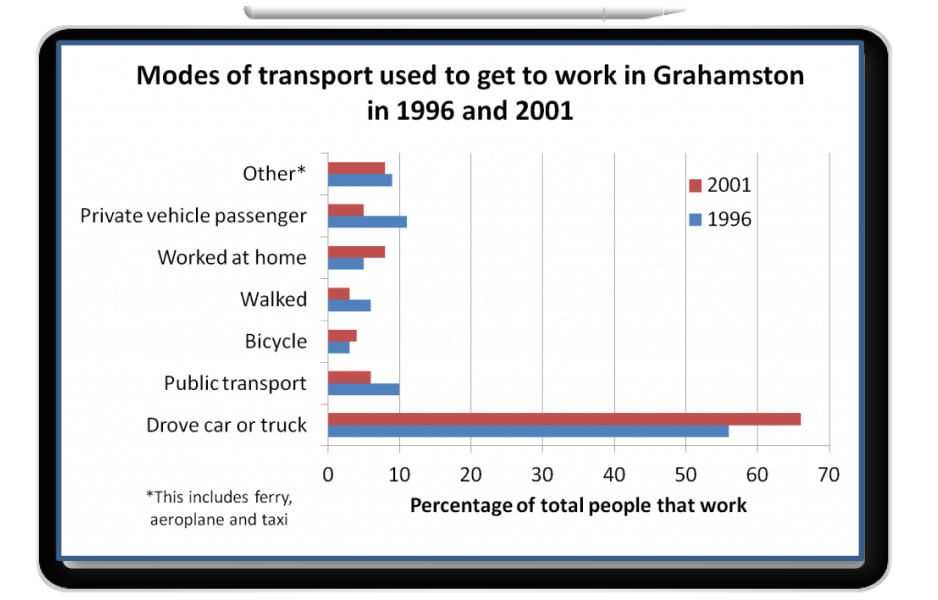 Modes of transport used to get to work in Grahamston
in 1996 and 2001
Other*
Private vehicle passenger
Worked at home
Walked
Bicycle
Public transport
Drove car or truck
2001
1996
0 10 20 30 40 50 60 70
Percentage of total people that work
*This includes ferry,
aeroplane and taxi